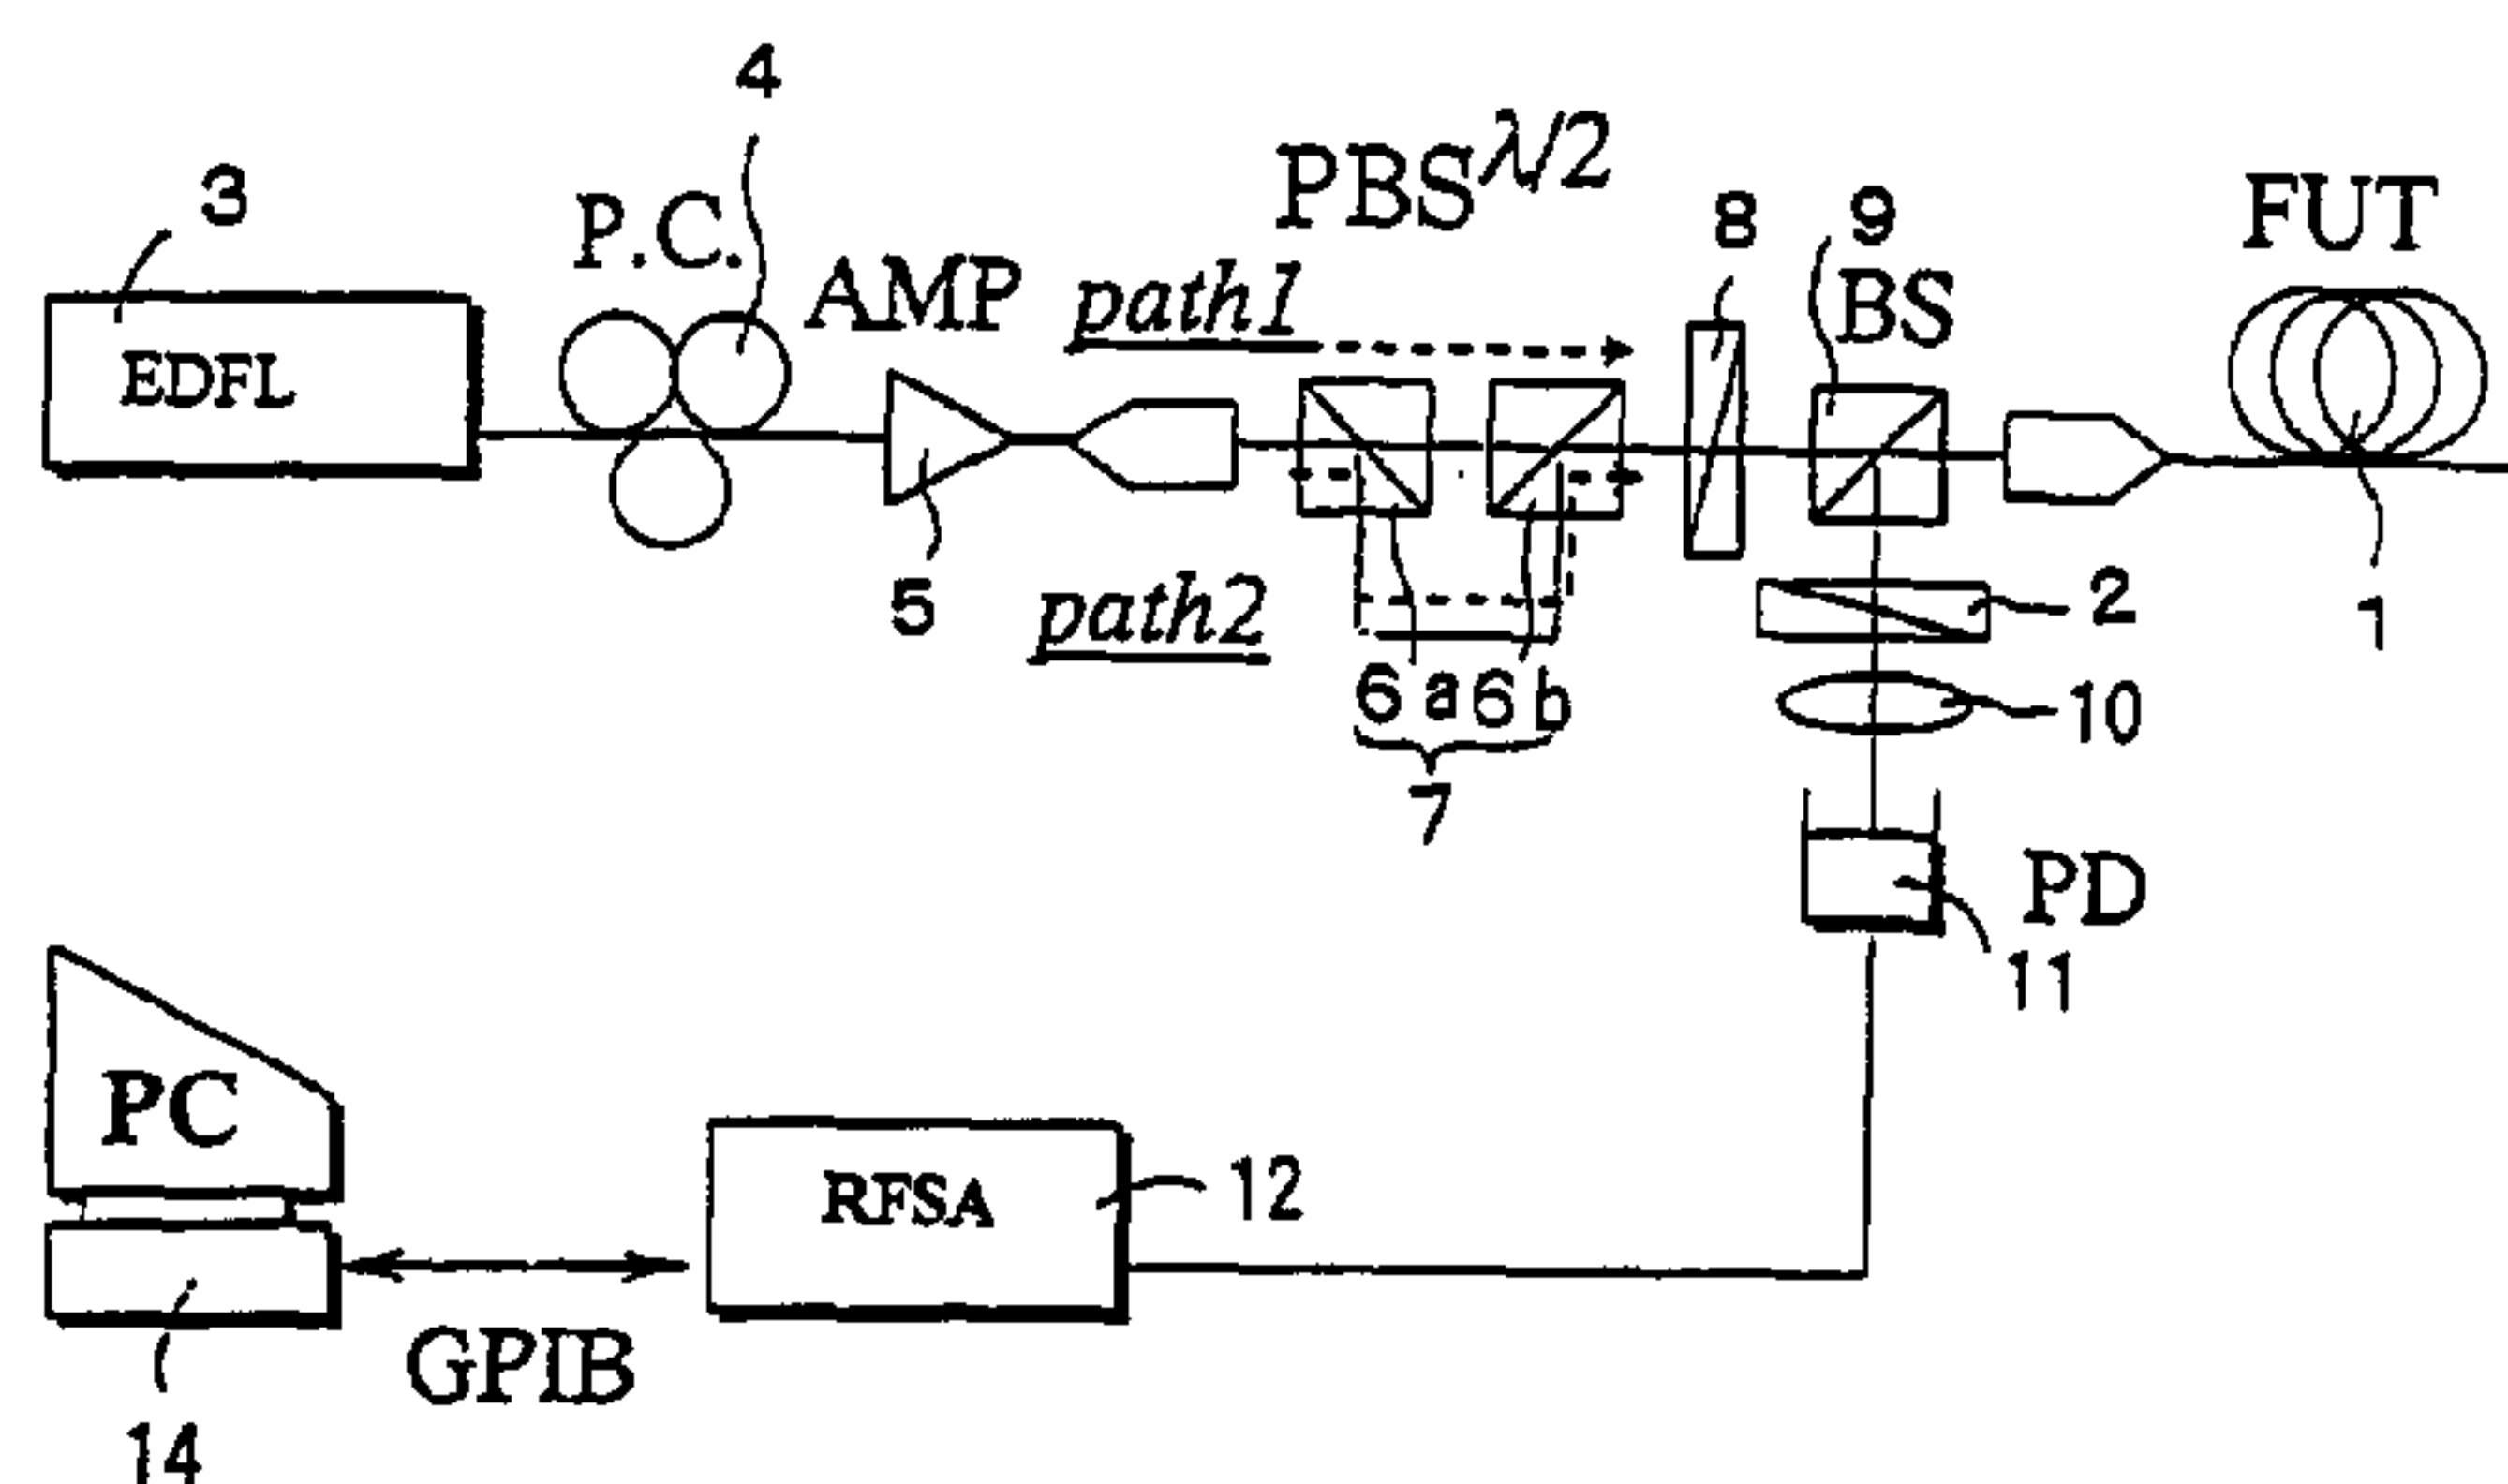 4
3
P.C.
PBS
λ/2
8
9
FUT
AMP
path1
BS
EDFL
5
path2
2
1
6a6b
10
7
PD
11
PC
RFSA
12
GPIB
14